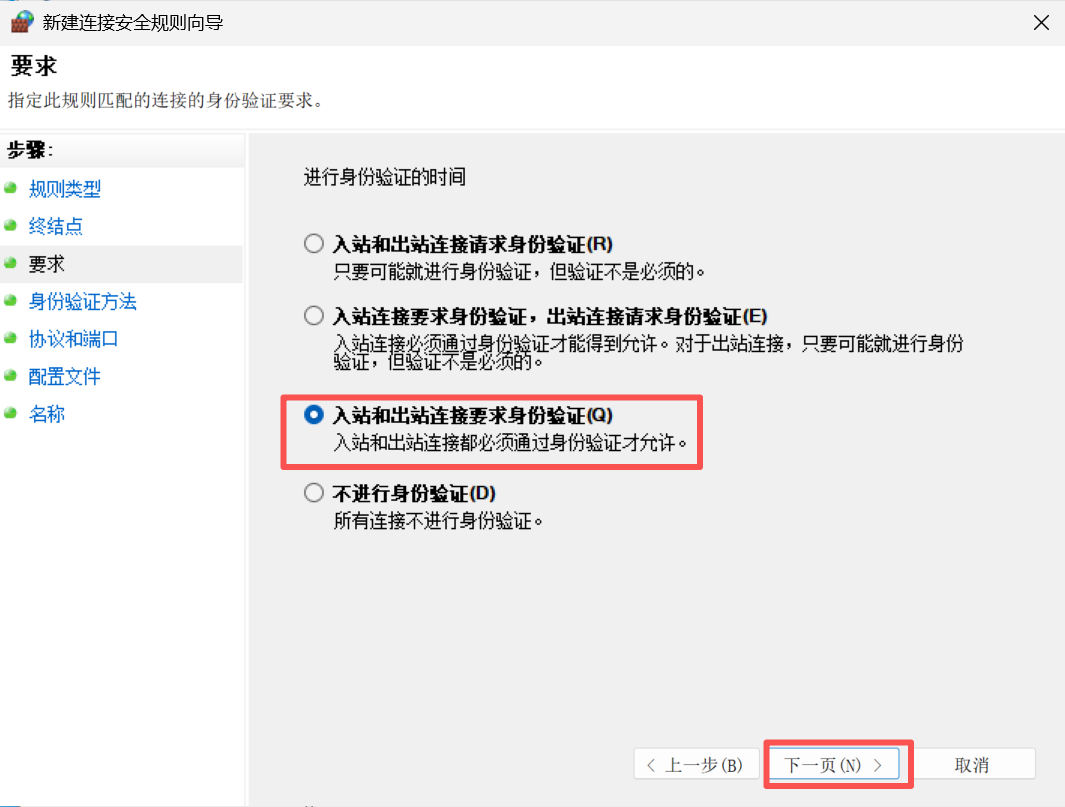 新建连接安全规则向导
要求
指定此规则匹配的连接的身份验证要求。
步骤:
规则类型
终结点
要求
身份验证方法
协议和端口
配置文件
名称
进行身份验证的时间
入站和出站连接请求身份验证(R)
只要可能就进行身份验证，但验证不是必须的。
入站连接要求身份验证，出站连接请求身份验证(E)
入站连接必须通过身份验证才能得到允许。对于出站连接，只要可能就进行身份
验证，但验证不是必须的。
入站和出站连接要求身份验证(Q)
入站和出站连接都必须通过身份验证才允许。
不进行身份验证(D)
所有连接不进行身份验证。
< 上一步(B)
下一页(N) >
取消